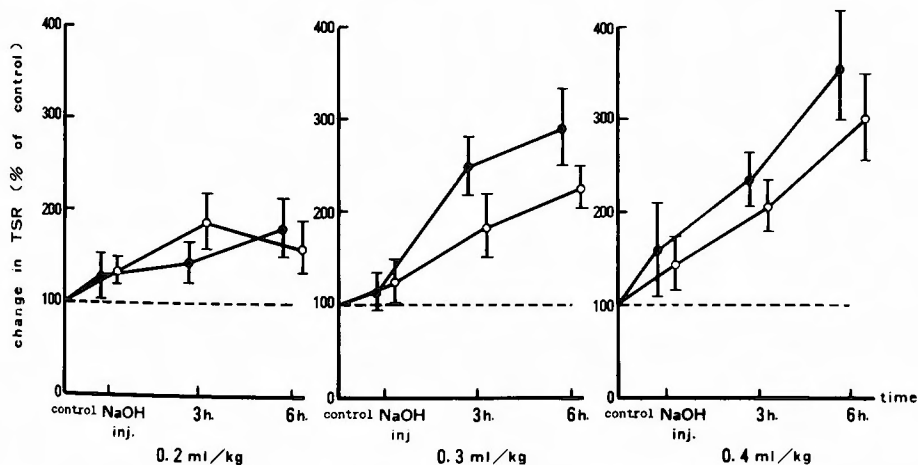 change in TSR (% of control)
400
300
200
100
0
control NaOH inj. 3h. 6h.
0.2 ml/kg
400
300
200
100
control NaOH inj 3h. 6h.
0.3 ml/kg
400
300
200
100
control NaOH inj. 3h. 6h.
0.4 ml/kg
time